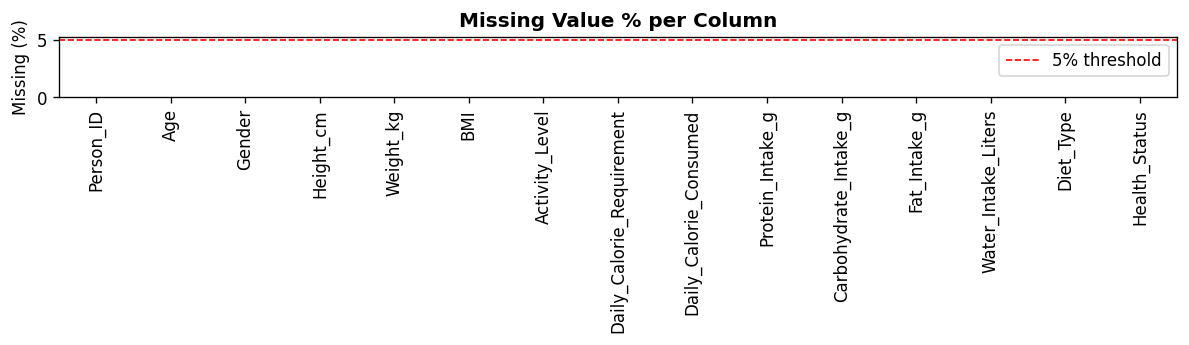 Missing Value % per Column
Missing (%)
5
0
5% threshold
Person_ID
Age
Gender
Height_cm
Weight_kg
BMI
Activity_Level
Daily_Calorie_Requirement
Daily_Calorie_Consumed
Protein_Intake_g
Carbohydrate_Intake_g
Fat_Intake_g
Water_Intake_Liters
Diet_Type
Health_Status